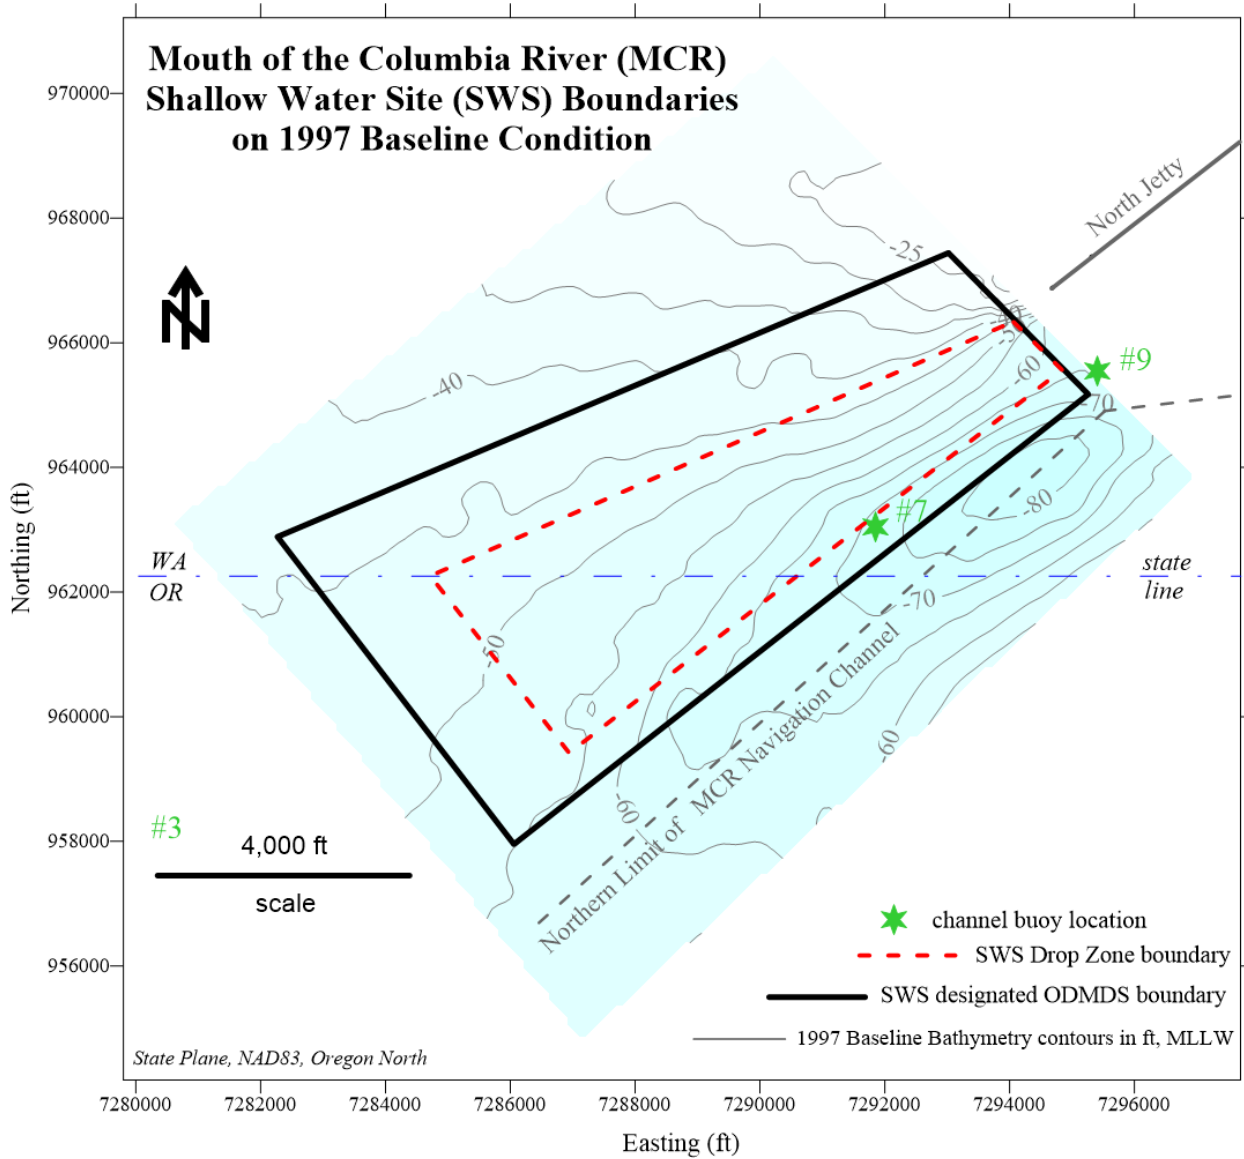 Mouth of the Columbia River (MCR)
Shallow Water Site (SWS) Boundaries
on 1997 Baseline Condition
970000
968000
966000
964000
962000
960000
958000
956000
Northing (ft)
North Jetty
N
-25
-40
-50
-60
#9
-40
-70
-80
#7
WA
OR
state
line
-70
-50
-60
-60
Northern Limit of MCR Navigation Channel
#3
4,000 ft
scale
channel buoy location
SWS Drop Zone boundary
SWS designated ODMDS boundary
1997 Baseline Bathymetry contours in ft, MLLW
State Plane, NAD83, Oregon North
7280000
7282000
7284000
7286000
7288000
7290000
7292000
7294000
7296000
Easting (ft)